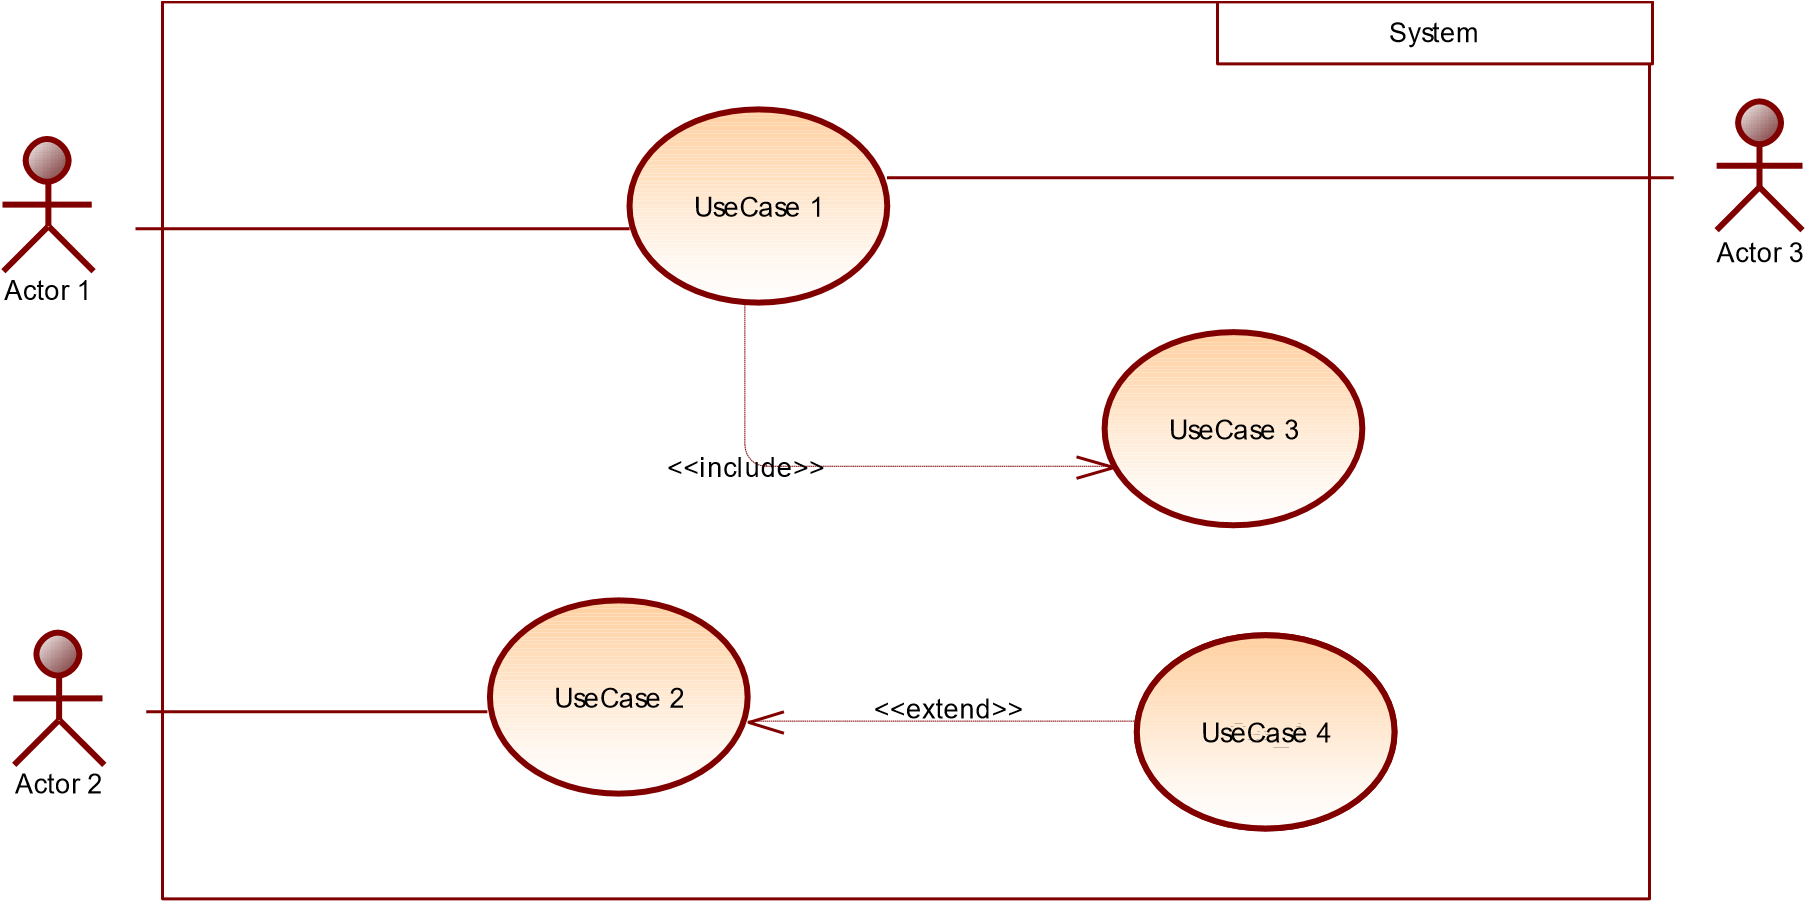 System
Actor 1
UseCase 1
Actor 3
UseCase 3
<<include>>
UseCase 2
<<extend>>
UseCase 4
Actor 2